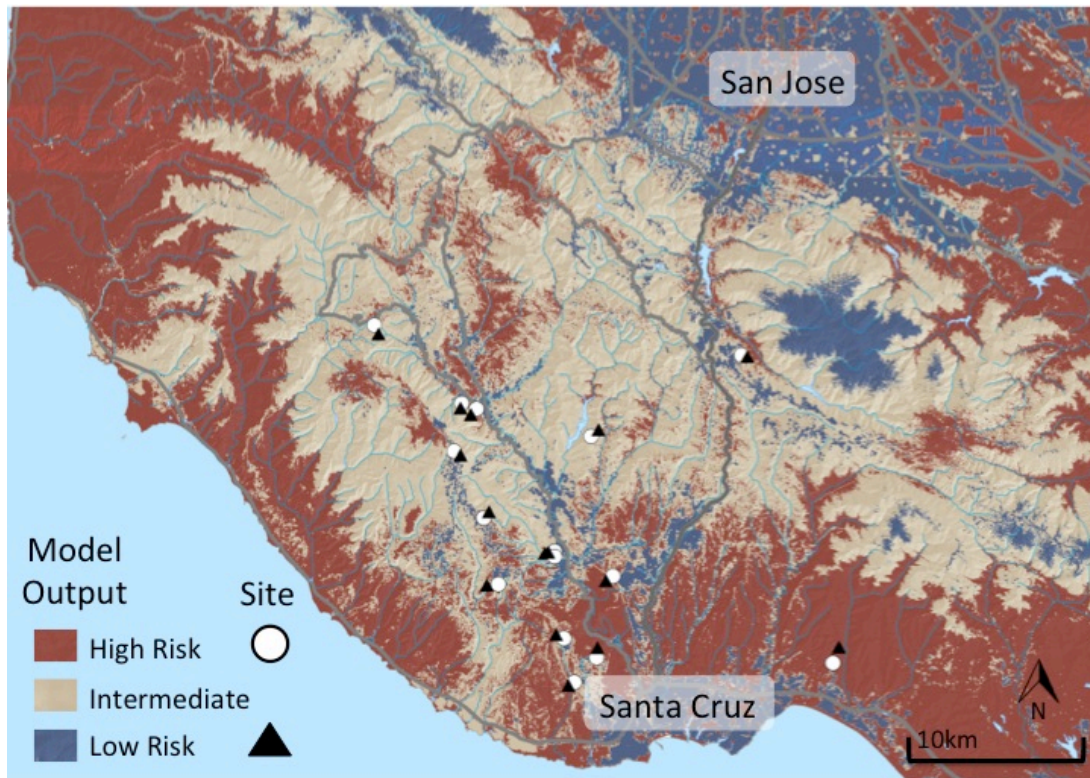 San Jose
Model
Output
Site
High Risk
Intermediate
Low Risk
Santa Cruz
N
10km